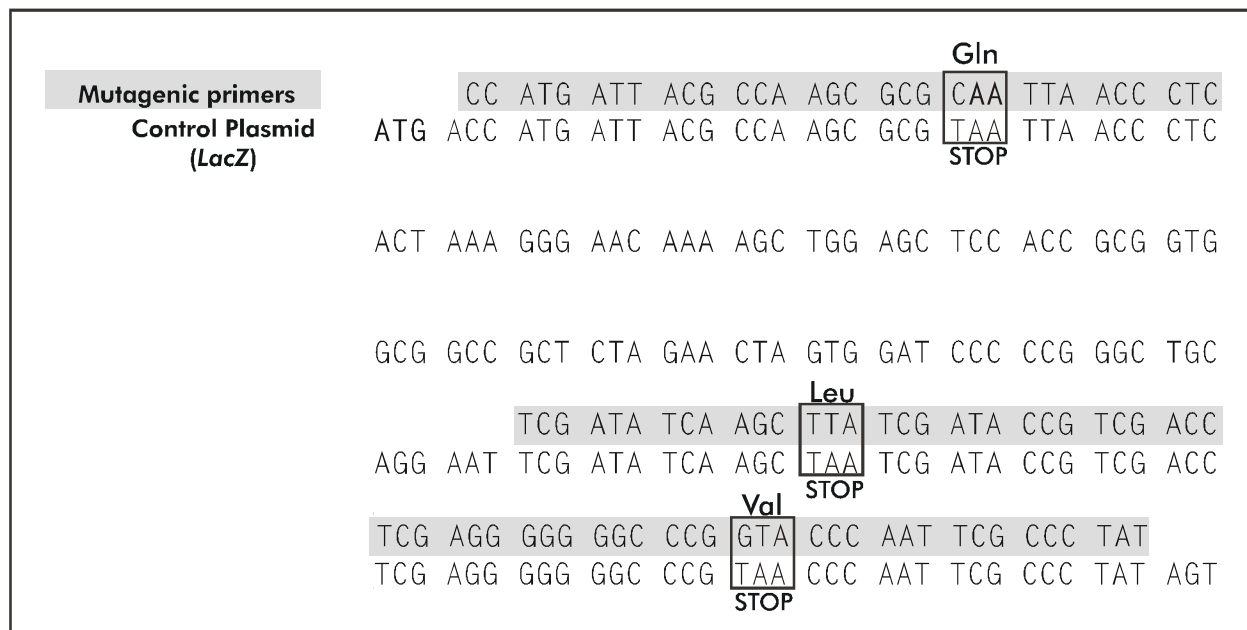 Gln
Mutagenic primers CC ATG ATT ACG CCA AGC GCG CAA TTA ACC CTC
Control Plasmid ATG ACC ATG ATT ACG CCA AGC GCG TAA TTA ACC CTC
(LacZ) STOP
ACT AAA GGG AAC AAA AGC TGG AGC TCC ACC GCG GTG
GCG GCC GCT CTA GAA CTA GTG GAT CCC CCG GGC TGC
Leu
TCG ATA TCA AGC TTA TCG ATA CCG TCG ACC
AGG AAT TCG ATA TCA AGC TAA TCG ATA CCG TCG ACC
STOP
Val
TCG AGG GGG GGC CCG GTA CCC AAT TCG CCC TAT
TCG AGG GGG GGC CCG TAA CCC AAT TCG CCC TAT AGT
STOP